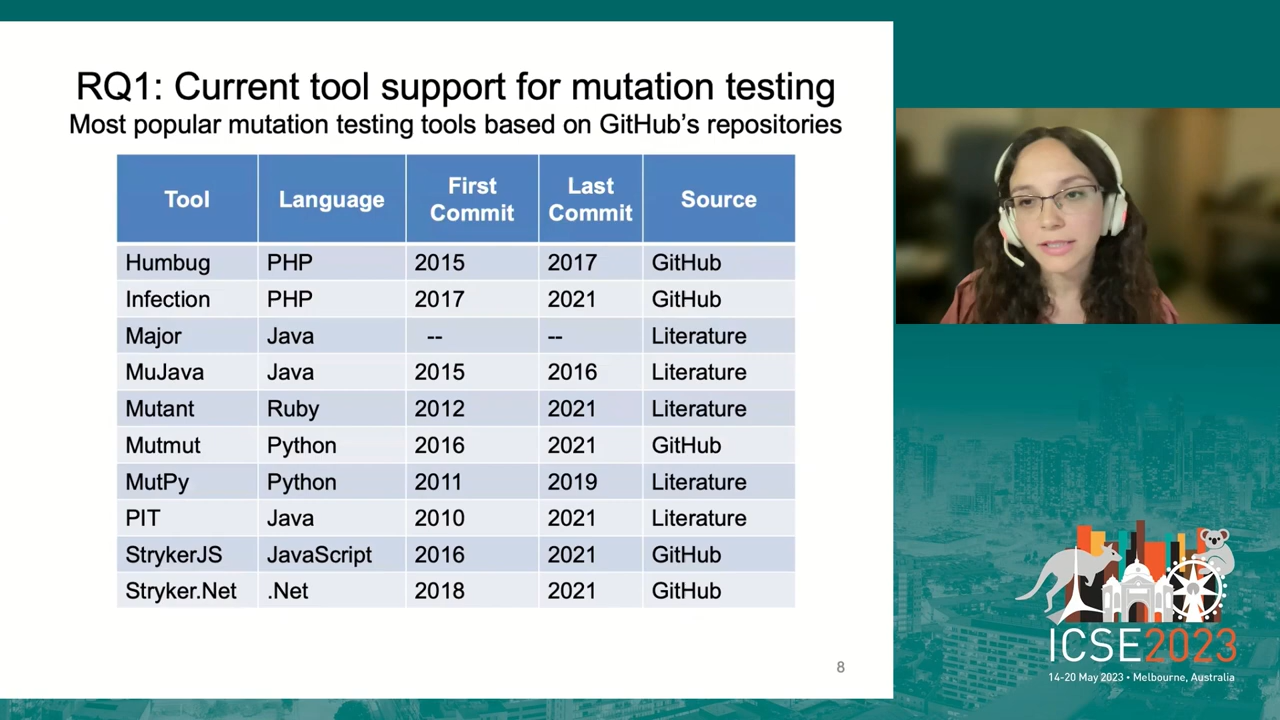 RQ1: Current tool support for mutation testing
Most popular mutation testing tools based on GitHub's repositories
Tool Language First Commit Last Commit Source
Humbug PHP 2015 2017 GitHub
Infection PHP 2017 2021 GitHub
Major Java -- -- Literature
MuJava Java 2015 2016 Literature
Mutant Ruby 2012 2021 Literature
Mutmut Python 2016 2021 GitHub
MutPy Python 2011 2019 Literature
PIT Java 2010 2021 Literature
StrykerJS JavaScript 2016 2021 GitHub
Stryker.Net .Net 2018 2021 GitHub
8
ICSE2023
14-20 May 2023 • Melbourne, Australia